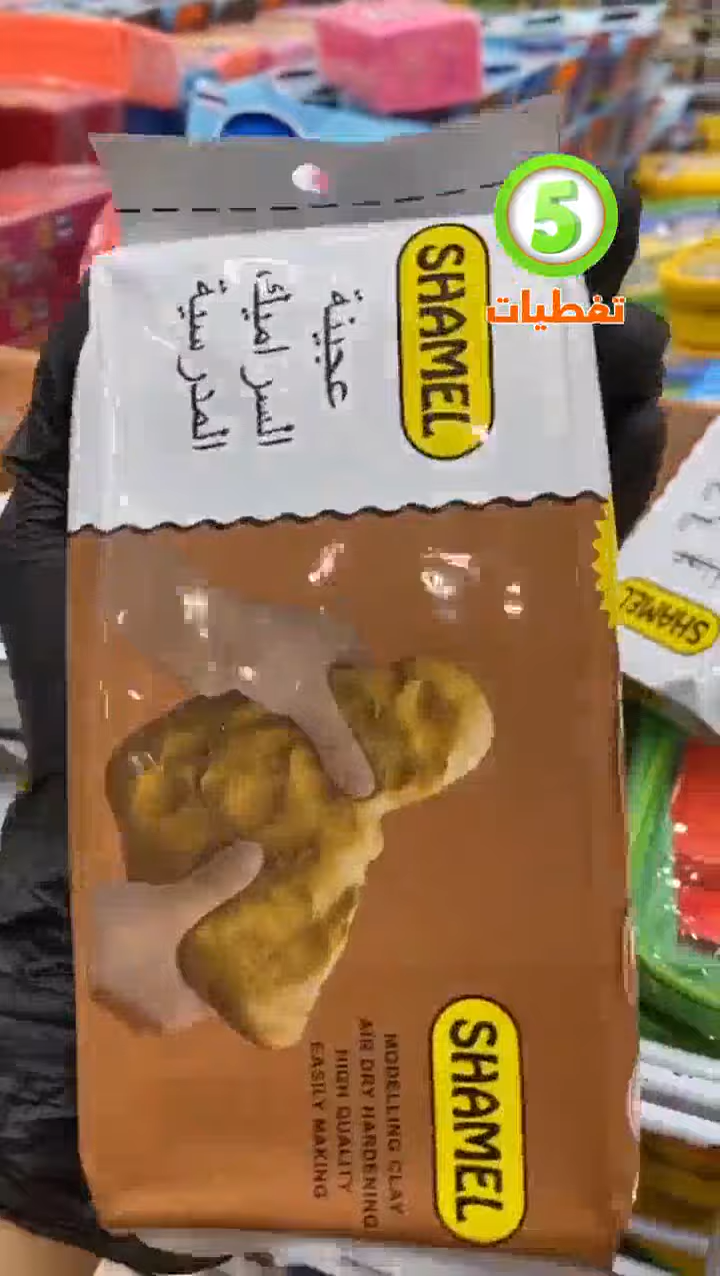 5
تغطيات
SHAMEL
عجينة
السراميك
المدرسية
SHAMEL
SHAMEL
MODELLING CLAY
AIR DRY HARDENING
HIGH QUALITY
EASILY MAKING